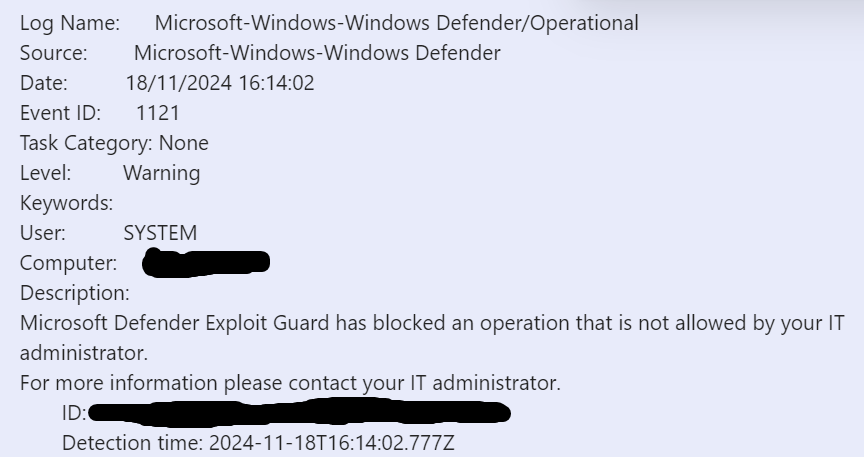 Log Name: Microsoft-Windows-Windows Defender/Operational
Source: Microsoft-Windows-Windows Defender
Date: 18/11/2024 16:14:02
Event ID: 1121
Task Category: None
Level: Warning
Keywords:
User: SYSTEM
Computer:
Description:
Microsoft Defender Exploit Guard has blocked an operation that is not allowed by your IT
administrator.
For more information please contact your IT administrator.
ID:
Detection time: 2024-11-18T16:14:02.777Z